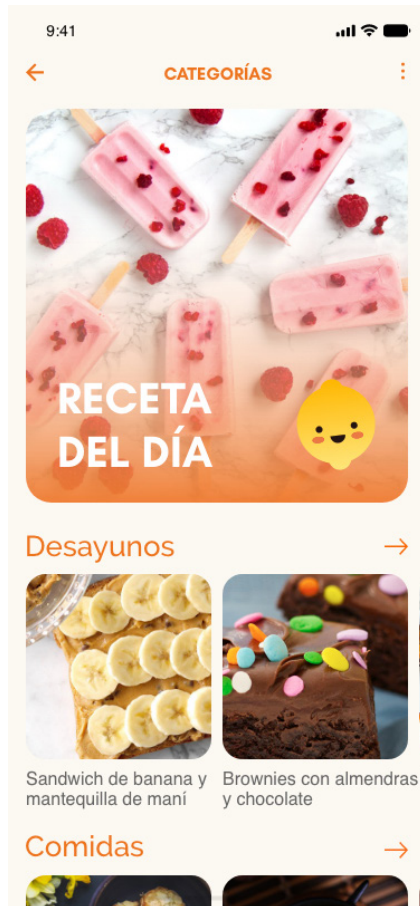 9:41
CATEGORÍAS
RECETA
DEL DÍA
Desayunos
Sandwich de banana y
mantequilla de maní
Brownies con almendras
y chocolate
Comidas